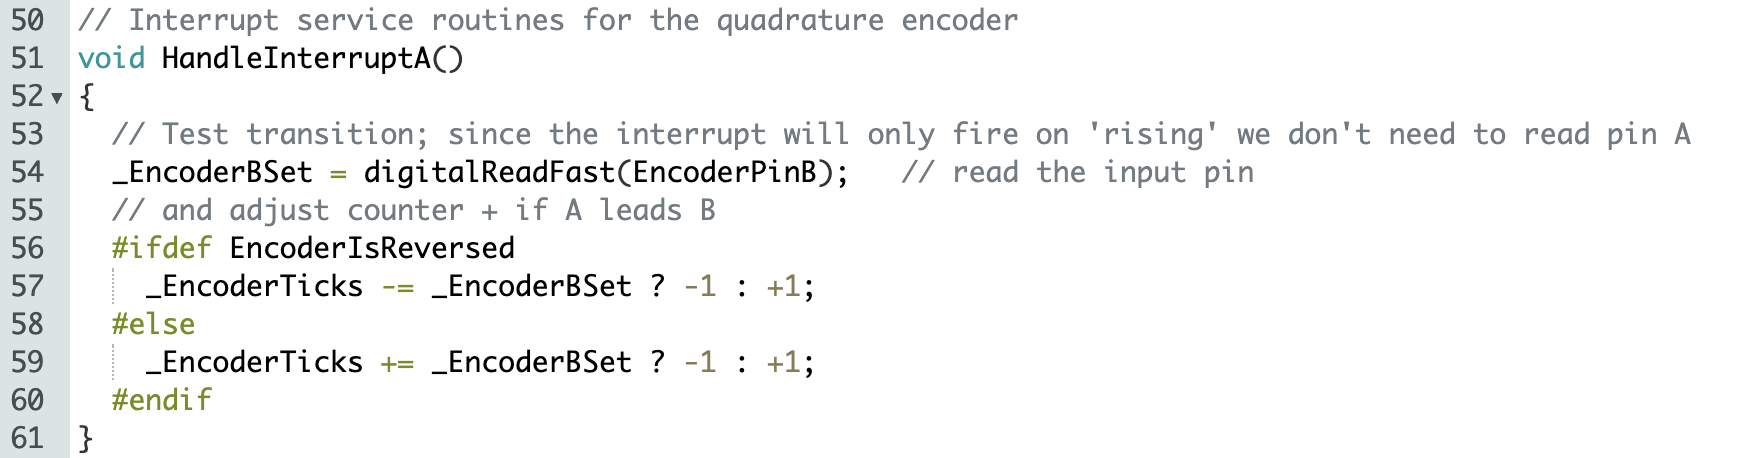 50 // Interrupt service routines for the quadrature encoder
51 void HandleInterruptA()
52 {
53   // Test transition; since the interrupt will only fire on 'rising' we don't need to read pin A
54   _EncoderBSet = digitalReadFast(EncoderPinB);   // read the input pin
55   // and adjust counter + if A leads B
56   #ifdef EncoderIsReversed
57     _EncoderTicks -= _EncoderBSet ? -1 : +1;
58   #else
59     _EncoderTicks += _EncoderBSet ? -1 : +1;
60   #endif
61 }